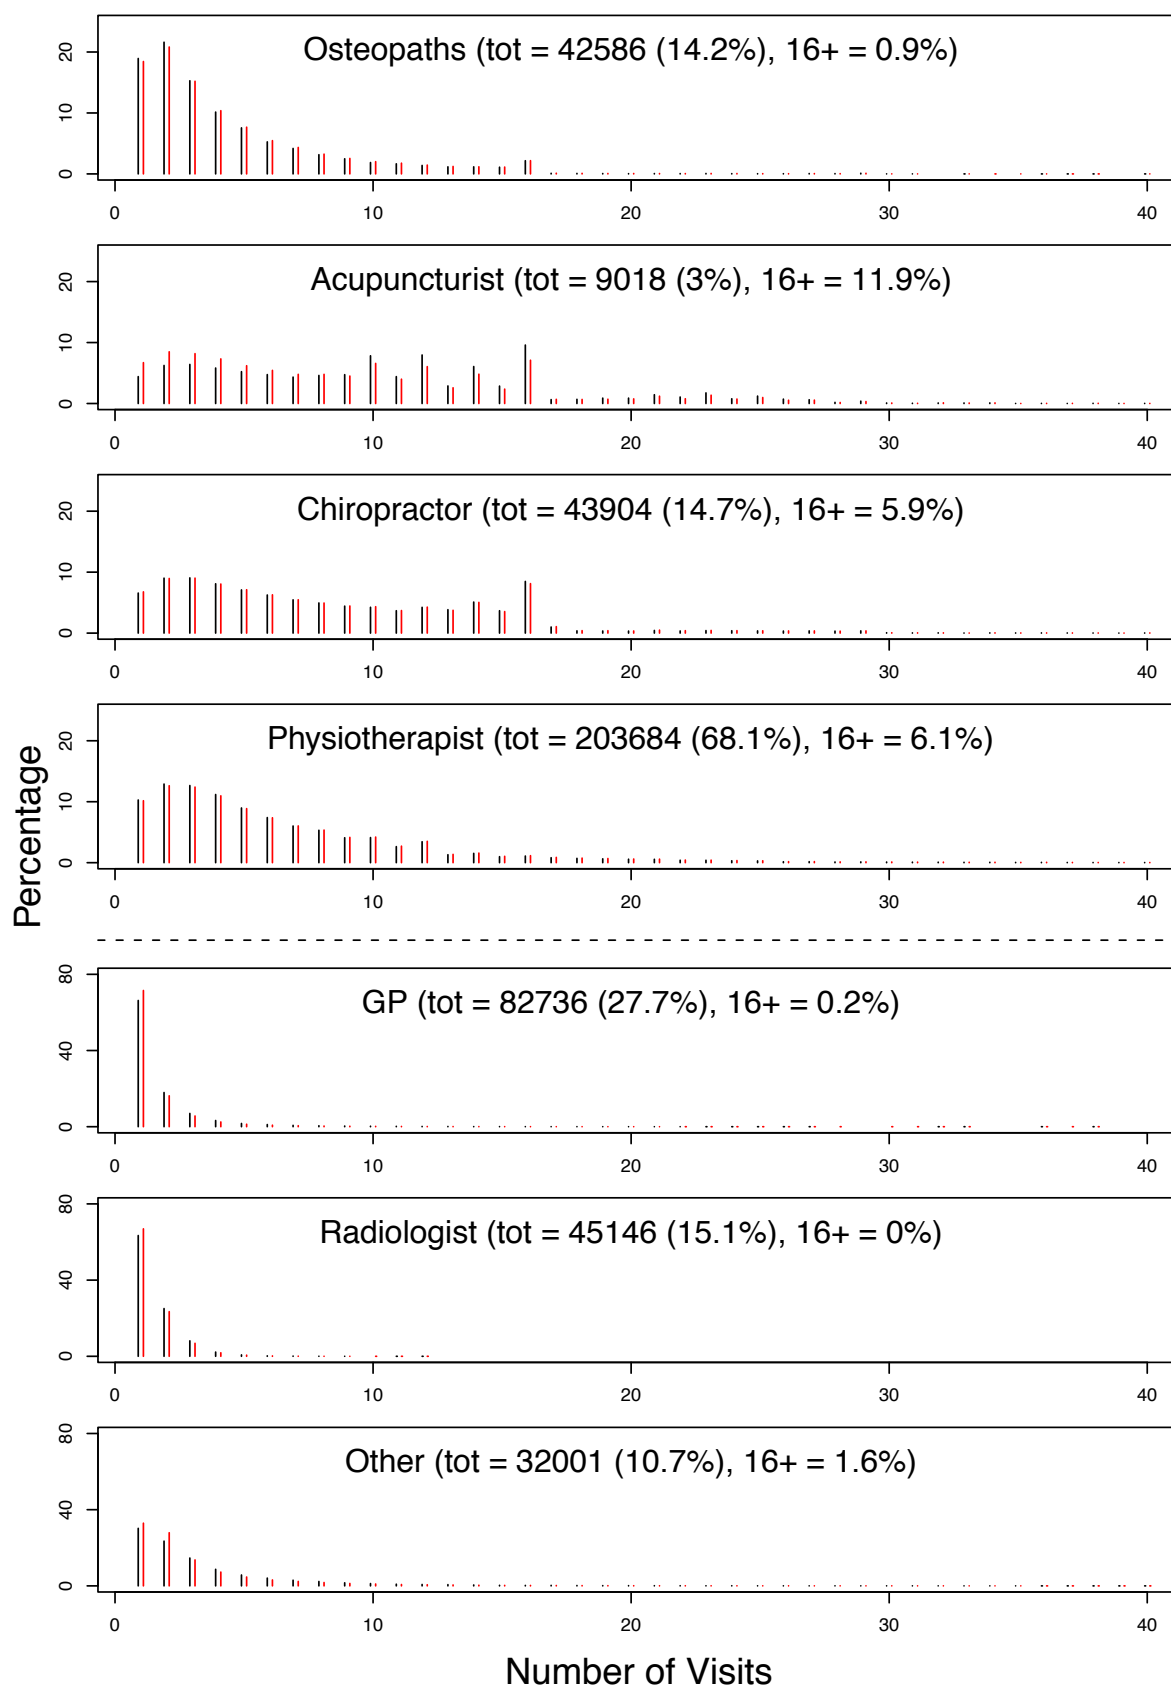 Osteopaths (tot = 42586 (14.2%), 16+ = 0.9%)
0 10 20
0 10 20 30 40
Acupuncturist (tot = 9018 (3%), 16+ = 11.9%)
0 10 20
0 10 20 30 40
Chiropractor (tot = 43904 (14.7%), 16+ = 5.9%)
0 10 20
0 10 20 30 40
Physiotherapist (tot = 203684 (68.1%), 16+ = 6.1%)
0 10 20
0 10 20 30 40
Percentage
GP (tot = 82736 (27.7%), 16+ = 0.2%)
0 40 80
0 10 20 30 40
Radiologist (tot = 45146 (15.1%), 16+ = 0%)
0 40 80
0 10 20 30 40
Other (tot = 32001 (10.7%), 16+ = 1.6%)
0 40 80
0 10 20 30 40
Number of Visits